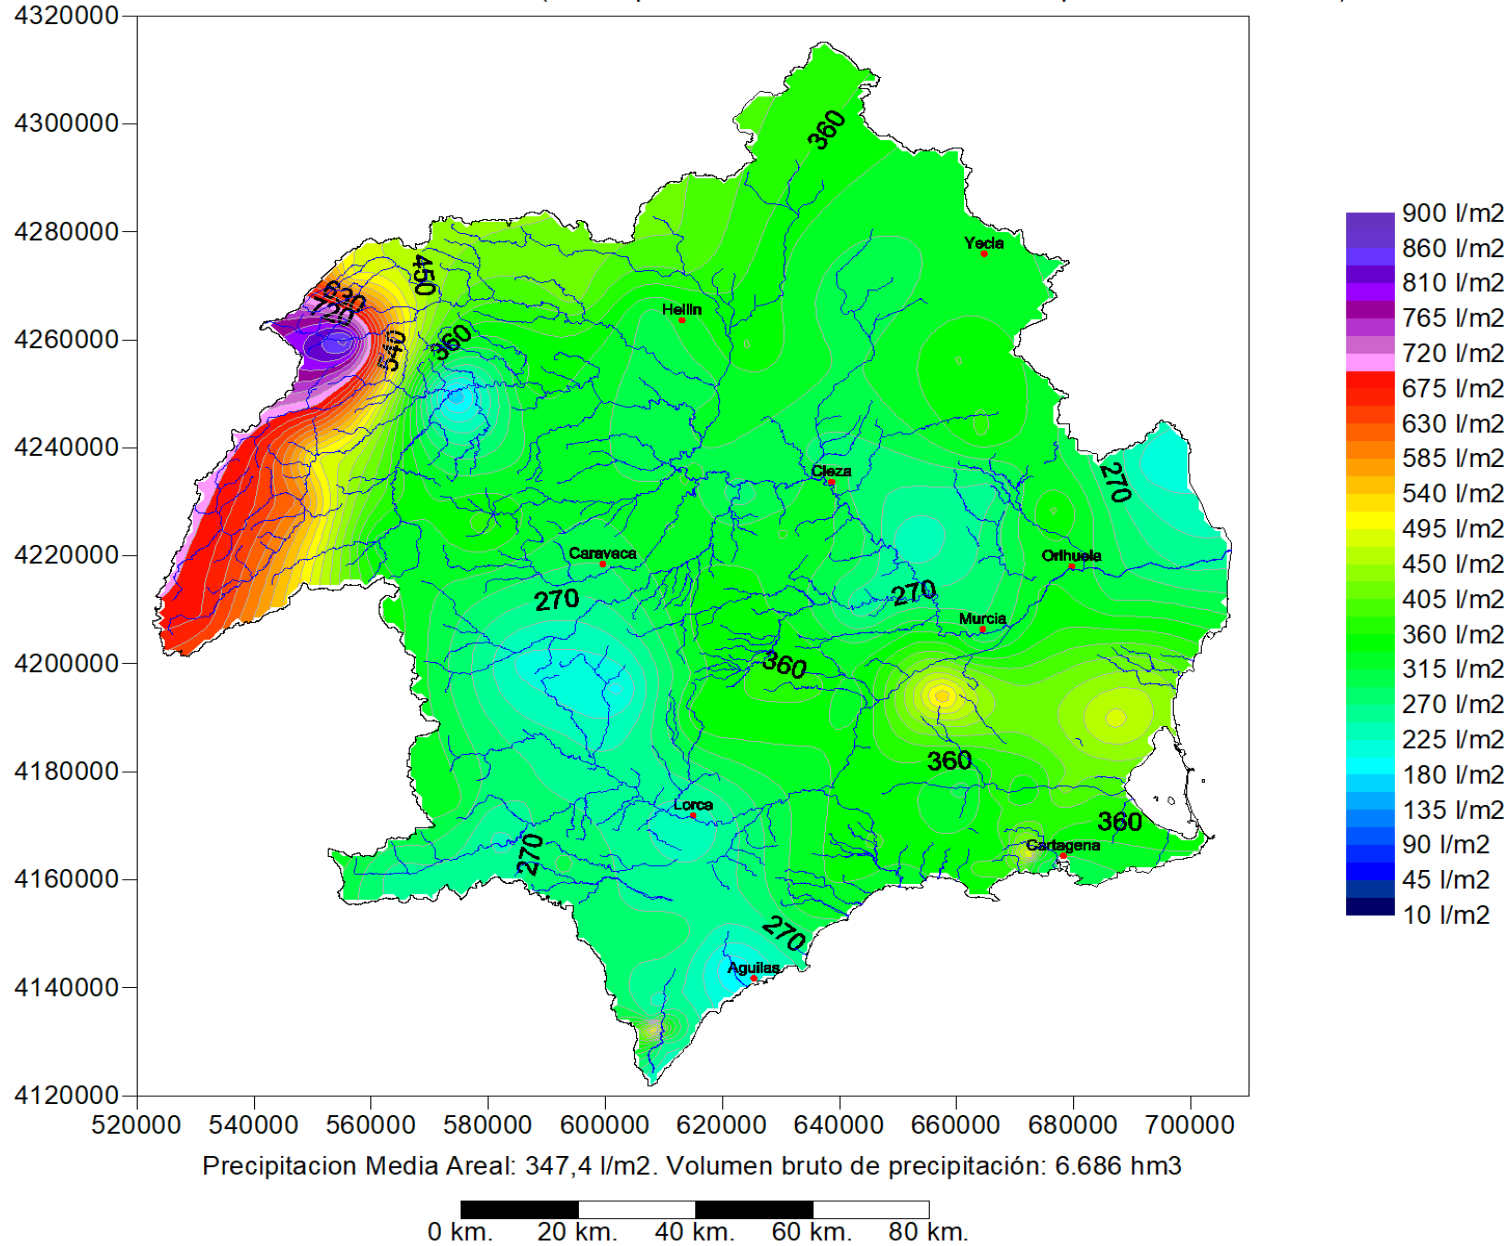 4320000
4300000
4280000
4260000
4240000
4220000
4200000
4180000
4160000
4140000
4120000
520000 540000 560000 580000 600000 620000 640000 660000 680000 700000
360
Yecla
450
630
720
Hellin
540
360
Cieza
270
Caravaca
Orihuela
270
270
Murcia
360
360
Lorca
360
270
Cartagena
270
Aguilas
900 l/m2
860 l/m2
810 l/m2
765 l/m2
720 l/m2
675 l/m2
630 l/m2
585 l/m2
540 l/m2
495 l/m2
450 l/m2
405 l/m2
360 l/m2
315 l/m2
270 l/m2
225 l/m2
180 l/m2
135 l/m2
90 l/m2
45 l/m2
10 l/m2
Precipitacion Media Areal: 347,4 l/m2. Volumen bruto de precipitación: 6.686 hm3
0 km. 20 km. 40 km. 60 km. 80 km.